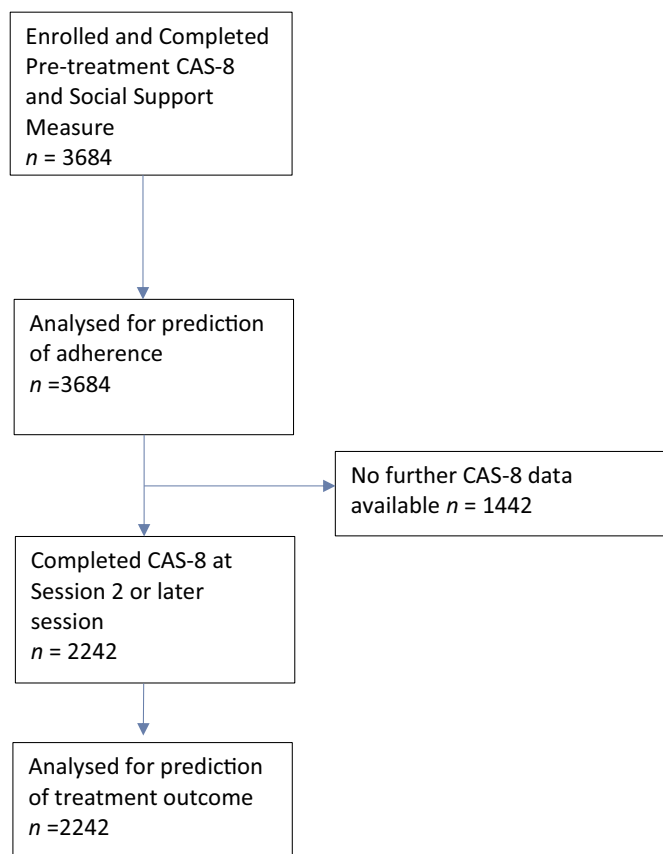 Enrolled and Completed
Pre-treatment CAS-8
and Social Support
Measure
n = 3684
Analysed for prediction
of adherence
n =3684
No further CAS-8 data
available n = 1442
Completed CAS-8 at
Session 2 or later
session
n = 2242
Analysed for prediction
of treatment outcome
n =2242